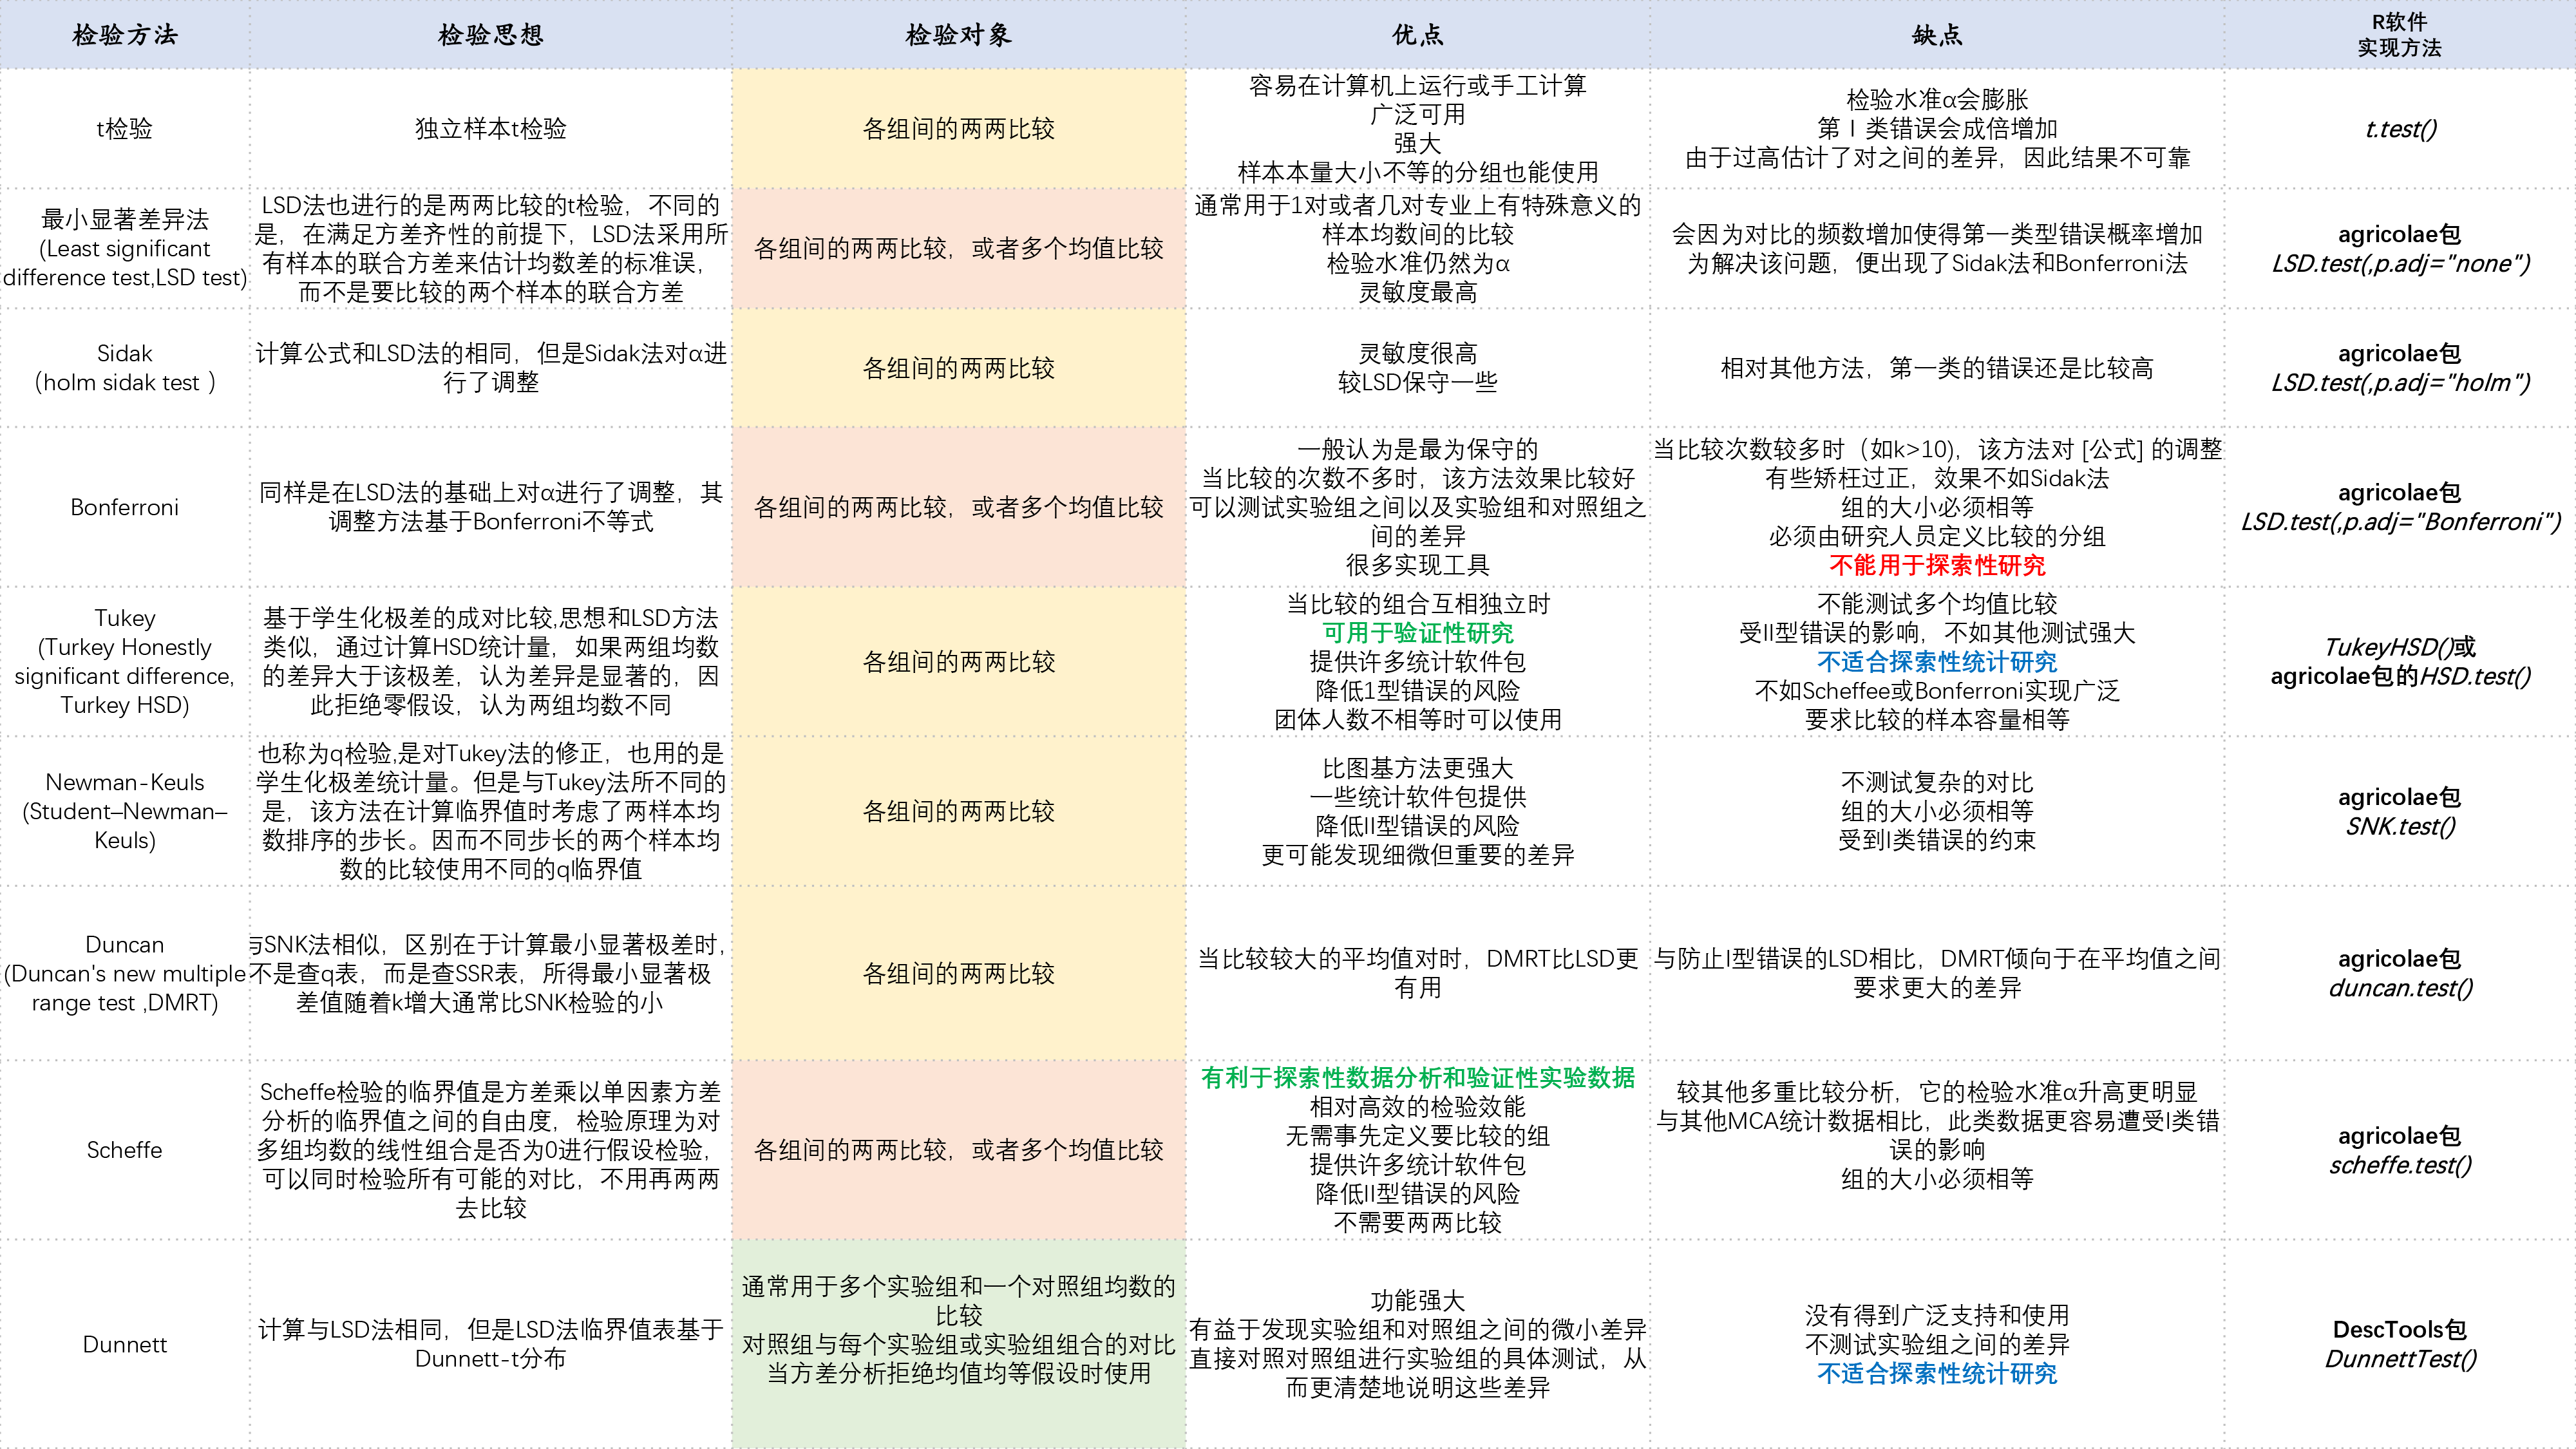 检验方法
检验思想
检验对象
优点
缺点
R软件
实现方法
t检验
独立样本t检验
各组间的两两比较
容易在计算机上运行或手工计算
广泛可用
强大
样本本量大小不等的分组也能使用
检验水准α会膨胀
第Ⅰ类错误会成倍增加
由于过高估计了对之间的差异，因此结果不可靠
t.test()
最小显著差异法
(Least significant
difference test,LSD test)
LSD法也进行的是两两比较的t检验，不同的
是，在满足方差齐性的前提下，LSD法采用所
有样本的联合方差来估计均数差的标准误，
而不是要比较的两个样本的联合方差
各组间的两两比较，或者多个均值比较
通常用于1对或者几对专业上有特殊意义的
样本均数间的比较
检验水准仍然为α
灵敏度最高
会因为对比的频数增加使得第一类型错误概率增加
为解决该问题，便出现了Sidak法和Bonferroni法
agricolae包
LSD.test(,p.adj="none")
Sidak
（holm sidak test ）
计算公式和LSD法的相同，但是Sidak法对α进
行了调整
各组间的两两比较
灵敏度很高
较LSD保守一些
相对其他方法，第一类的错误还是比较高
agricolae包
LSD.test(,p.adj="holm")
Bonferroni
同样是在LSD法的基础上对α进行了调整，其
调整方法基于Bonferroni不等式
各组间的两两比较，或者多个均值比较
一般认为是最为保守的
当比较的次数不多时，该方法效果比较好
可以测试实验组之间以及实验组和对照组之
间的差异
很多实现工具
当比较次数较多时（如k>10)，该方法对 [公式] 的调整
有些矫枉过正，效果不如Sidak法
组的大小必须相等
必须由研究人员定义比较的分组
不能用于探索性研究
agricolae包
LSD.test(,p.adj="Bonferroni")
Tukey
(Turkey Honestly
significant difference,
Turkey HSD)
基于学生化极差的成对比较,思想和LSD方法
类似，通过计算HSD统计量，如果两组均数
的差异大于该极差，认为差异是显著的，因
此拒绝零假设，认为两组均数不同
各组间的两两比较
当比较的组合互相独立时
可用于验证性研究
提供许多统计软件包
降低1型错误的风险
团体人数不相等时可以使用
不能测试多个均值比较
受II型错误的影响，不如其他测试强大
不适合探索性统计研究
不如Scheffee或Bonferroni实现广泛
要求比较的样本容量相等
TukeyHSD()或
agricolae包的HSD.test()
Newman-Keuls
(Student–Newman–
Keuls)
也称为q检验,是对Tukey法的修正，也用的是
学生化极差统计量。但是与Tukey法所不同的
是，该方法在计算临界值时考虑了两样本均
数排序的步长。因而不同步长的两个样本均
数的比较使用不同的q临界值
各组间的两两比较
比图基方法更强大
一些统计软件包提供
降低II型错误的风险
更可能发现细微但重要的差异
不测试复杂的对比
组的大小必须相等
受到I类错误的约束
agricolae包
SNK.test()
Duncan
(Duncan's new multiple
range test ,DMRT)
与SNK法相似，区别在于计算最小显著极差时，
不是查q表，而是查SSR表，所得最小显著极
差值随着k增大通常比SNK检验的小
各组间的两两比较
当比较较大的平均值对时，DMRT比LSD更
有用
与防止I型错误的LSD相比，DMRT倾向于在平均值之间
要求更大的差异
agricolae包
duncan.test()
Scheffe
Scheffe检验的临界值是方差乘以单因素方差
分析的临界值之间的自由度，检验原理为对
多组均数的线性组合是否为0进行假设检验，
可以同时检验所有可能的对比，不用再两两
去比较
各组间的两两比较，或者多个均值比较
有利于探索性数据分析和验证性实验数据
相对高效的检验效能
无需事先定义要比较的组
提供许多统计软件包
降低II型错误的风险
不需要两两比较
较其他多重比较分析，它的检验水准α升高更明显
与其他MCA统计数据相比，此类数据更容易遭受I类错
误的影响
组的大小必须相等
agricolae包
scheffe.test()
Dunnett
计算与LSD法相同，但是LSD法临界值表基于
Dunnett-t分布
通常用于多个实验组和一个对照组均数的
比较
对照组与每个实验组或实验组组合的对比
当方差分析拒绝均值均等假设时使用
功能强大
有益于发现实验组和对照组之间的微小差异
直接对照对照组进行实验组的具体测试，从
而更清楚地说明这些差异
没有得到广泛支持和使用
不测试实验组之间的差异
不适合探索性统计研究
DescTools包
DunnettTest()